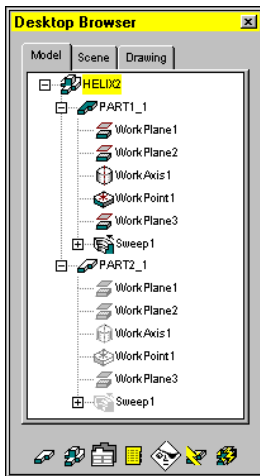 Desktop Browser
Model Scene Drawing
HELIX2
PART1_1
WorkPlane1
WorkPlane2
WorkAxis1
WorkPoint1
WorkPlane3
Sweep1
PART2_1
WorkPlane1
WorkPlane2
WorkAxis1
WorkPoint1
WorkPlane3
Sweep1